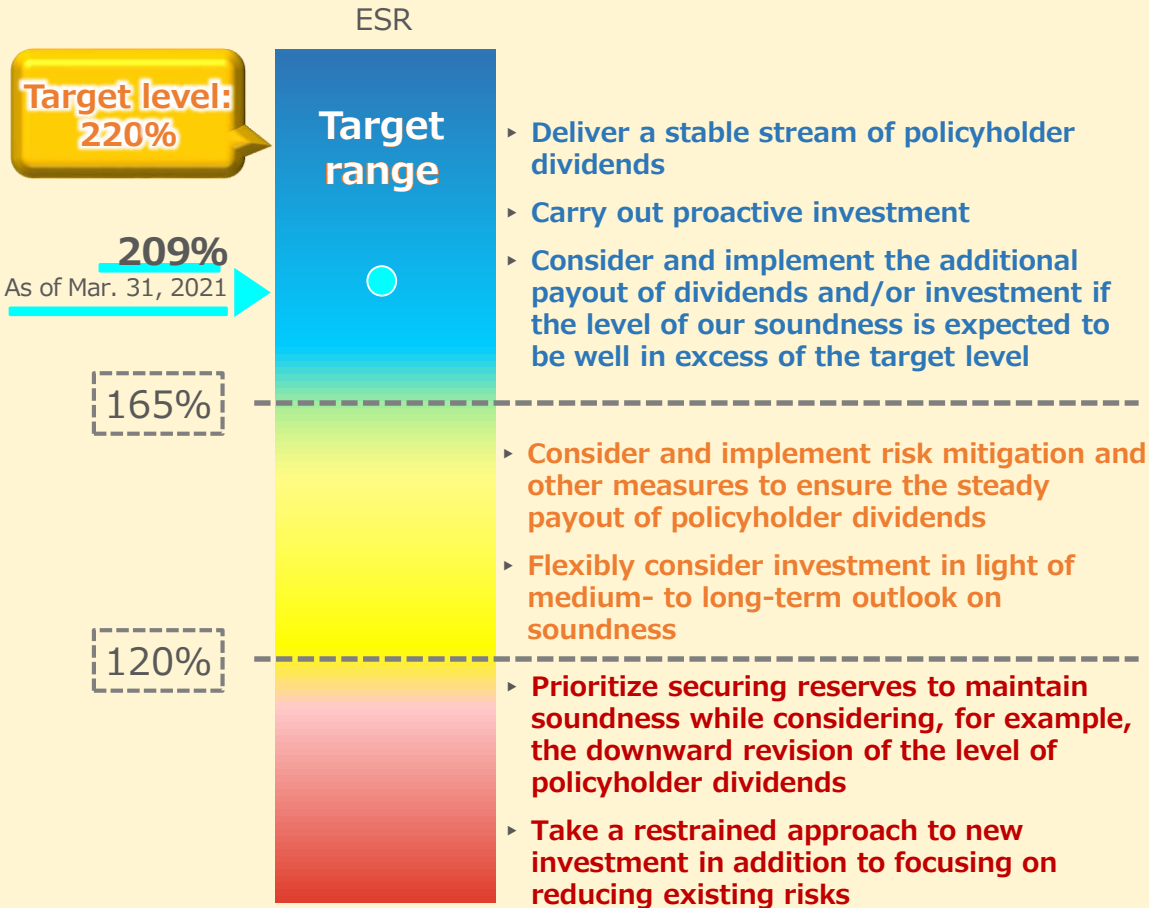 ESR
Target level:
220%
Target
range
209%
As of Mar. 31, 2021
165%
120%
▸ Deliver a stable stream of policyholder
dividends
▸ Carry out proactive investment
▸ Consider and implement the additional
payout of dividends and/or investment if
the level of our soundness is expected to
be well in excess of the target level
▸ Consider and implement risk mitigation and
other measures to ensure the steady
payout of policyholder dividends
▸ Flexibly consider investment in light of
medium- to long-term outlook on
soundness
▸ Prioritize securing reserves to maintain
soundness while considering, for example,
the downward revision of the level of
policyholder dividends
▸ Take a restrained approach to new
investment in addition to focusing on
reducing existing risks